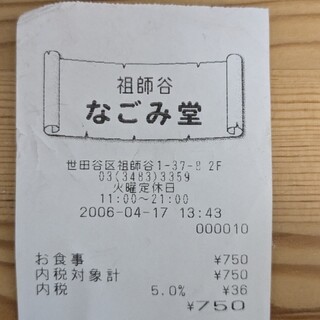 祖師谷
なごみ堂
世田谷区祖師谷1-37-8 2F
03(3483)3359
火曜定休日
11:00~21:00
2006-04-17 13:43
000010
お食事 ¥750
内税対象計 ¥750
内税 5.0% ¥36
¥750